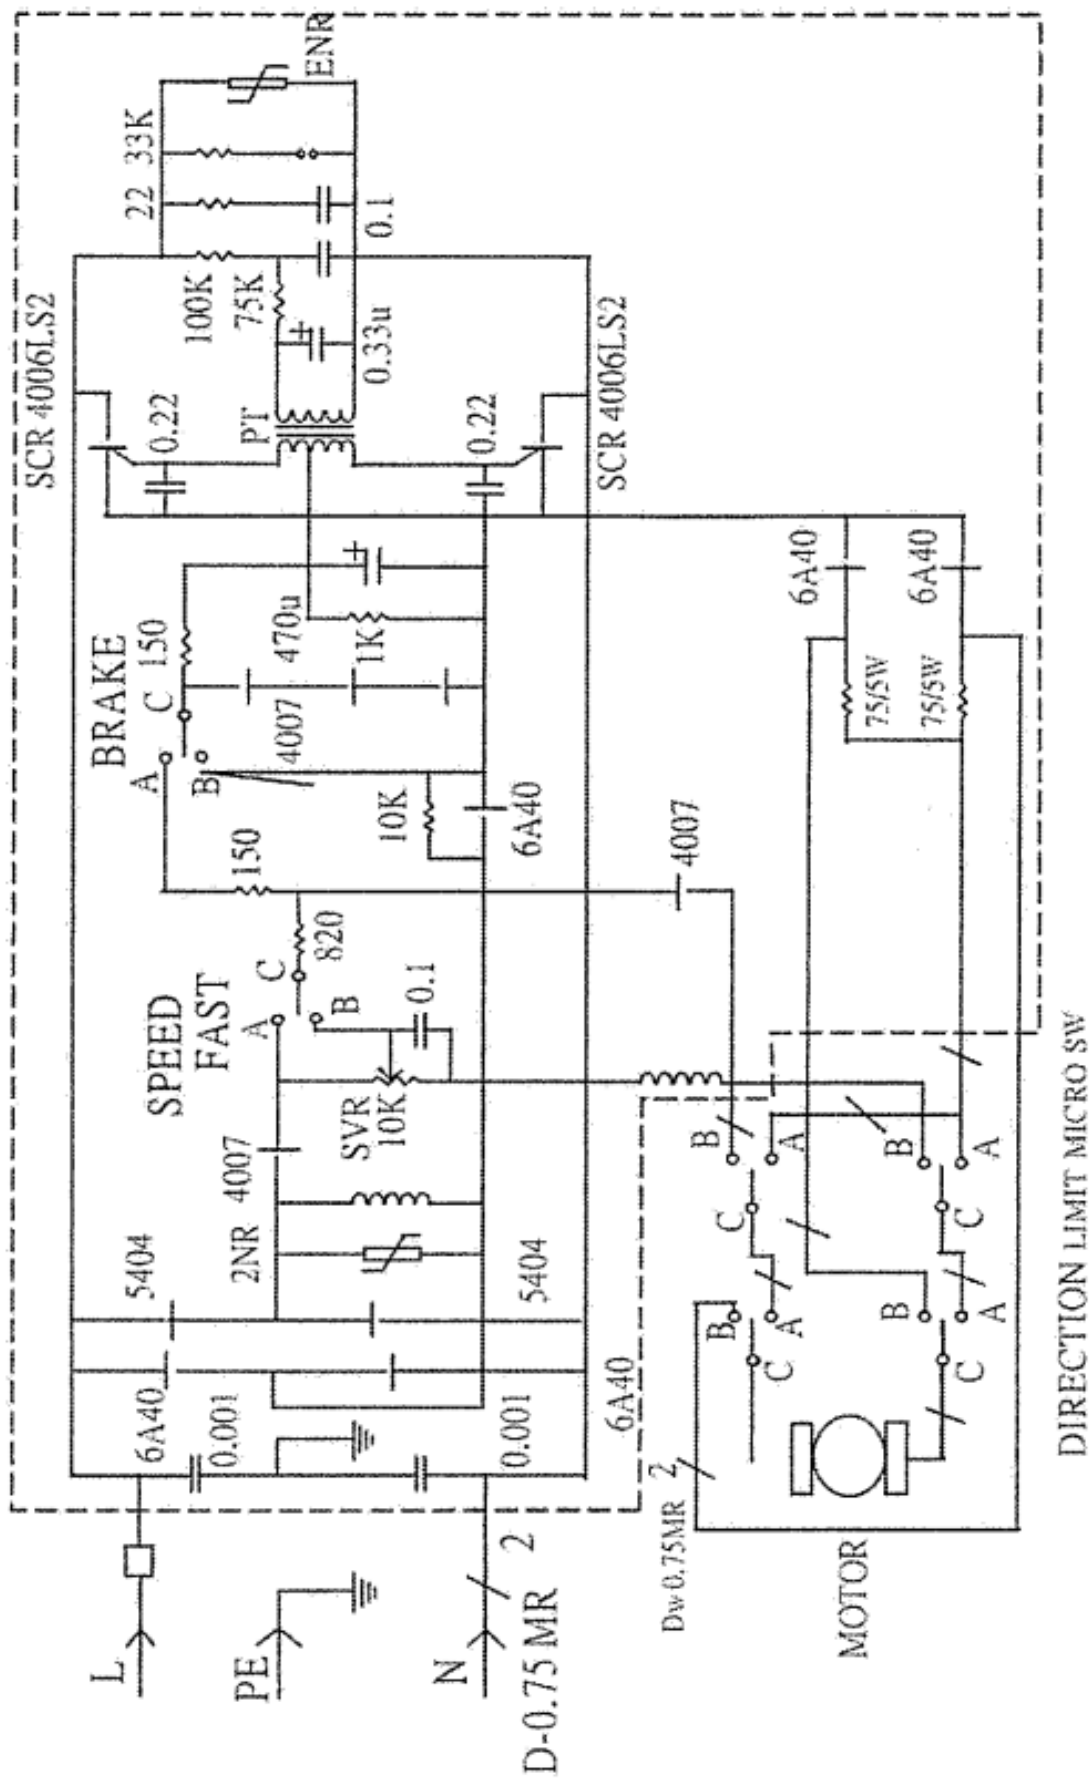 L
PE
N
D-0.75 MR
2
6A40
0.001
0.001
6A40
5404
5404
2NR
4007
SVR
10K
SPEED
FAST
A
B
C
0.1
820
150
BRAKE
A
B
C
150
4007
10K
6A40
470u
1K
4007
SCR 4006LS2
0.22
0.22
PT
SCR 4006LS2
100K
75K
0.33u
22
33K
0.1
ENR
6A40
6A40
75/5W
75/5W
B
A
C
B
A
C
B
A
C
B
A
C
Dw 0.75MR
2
MOTOR
DIRECTION LIMIT MICRO SW